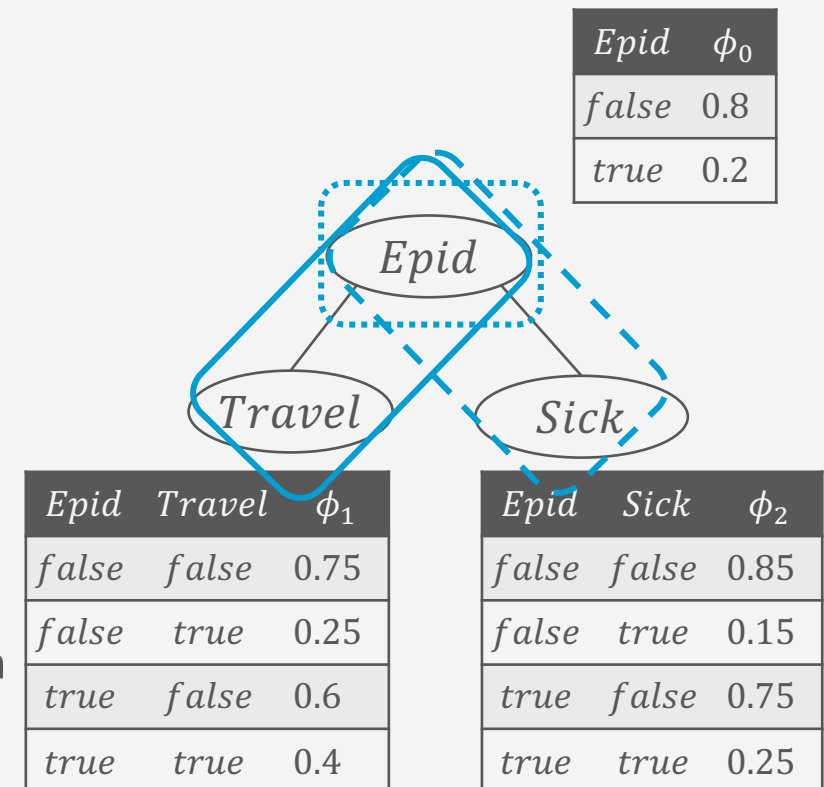 Epid ϕ₀
false 0.8
true 0.2
Epid
Travel Sick
Epid Travel ϕ₁
false false 0.75
false true 0.25
true false 0.6
true true 0.4
Epid Sick ϕ₂
false false 0.85
false true 0.15
true false 0.75
true true 0.25